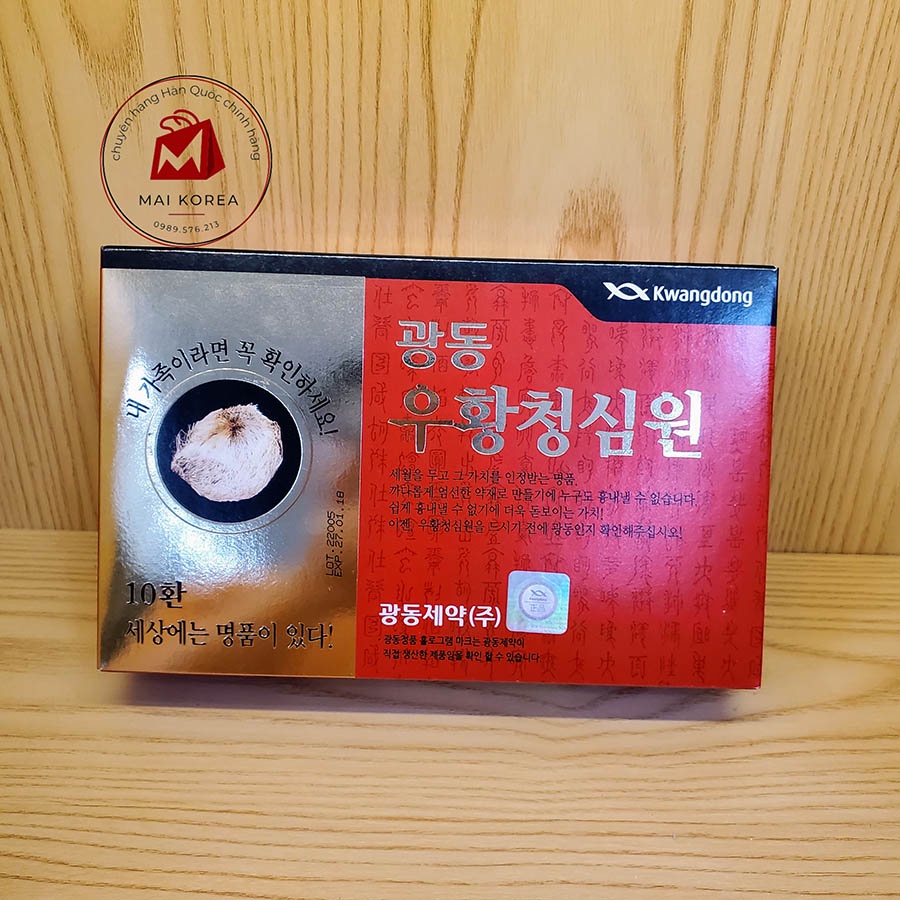 chuyên hàng Hàn Quốc chính hãng
MAI KOREA
0989.576.213
Kwangdong
내 가족이라면 꼭 확인하세요!
LOT. 22005
EXP. 27.01.18
10환
세상에는 명품이 있다!
광동
우황청심원
세월을 두고 그 가치를 인정받는 명품,
까다롭게 엄선한 약재로 만들기에 누구도 흉내낼 수 없습니다.
쉽게 흉내낼 수 없기에 더욱 돋보이는 가치!
이젠, 우황청심원을 드시기 전에 광동인지 확인해주십시오!
광동제약(주)
Kwangdong
正品
광동정품 홀로그램 마크는 광동제약이
직접 생산한 제품임을 확인 할 수 있습니다.